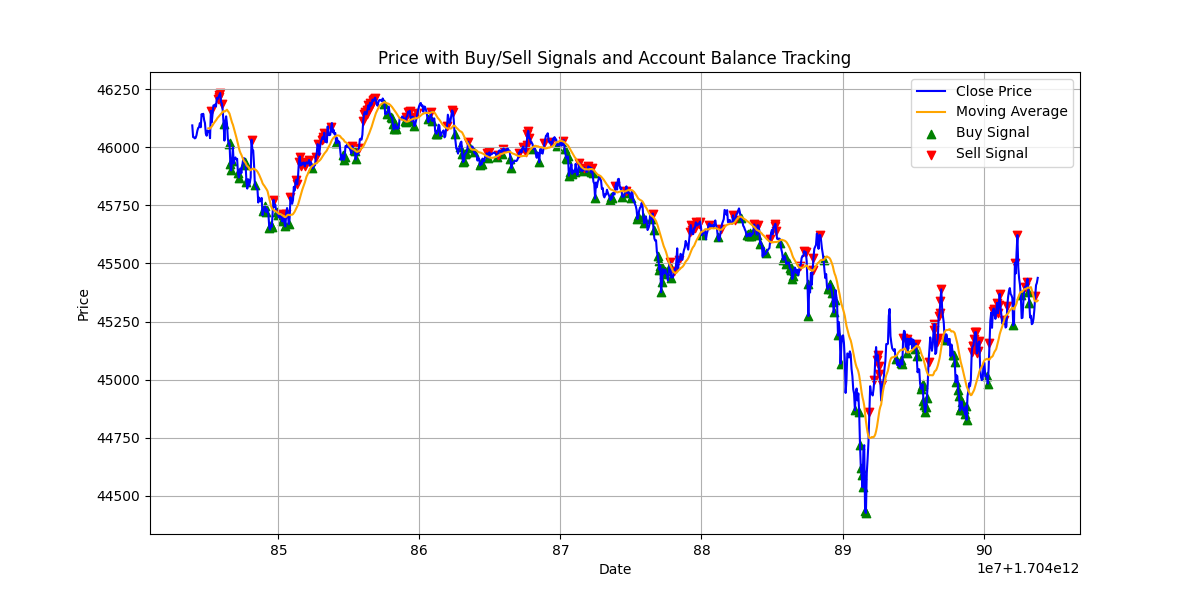 Price with Buy/Sell Signals and Account Balance Tracking
46250
46000
45750
45500
45250
45000
44750
44500
Price
Close Price
Moving Average
Buy Signal
Sell Signal
85 86 87 88 89 90
Date
1e7+1.704e12